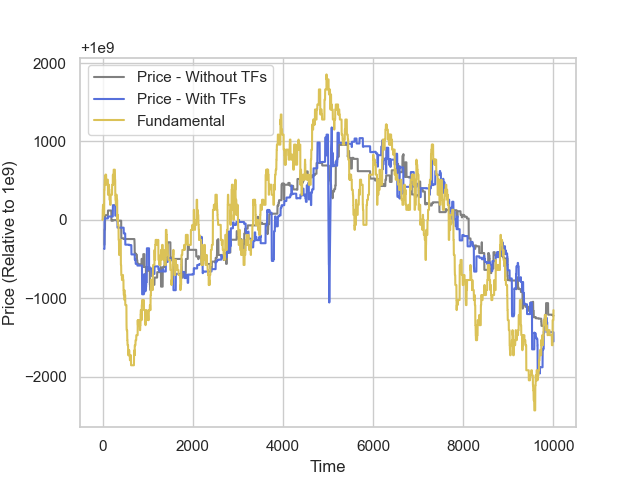 +1e9
2000
1000
0
−1000
−2000
Price (Relative to 1e9)
Price - Without TFs
Price - With TFs
Fundamental
0 2000 4000 6000 8000 10000
Time